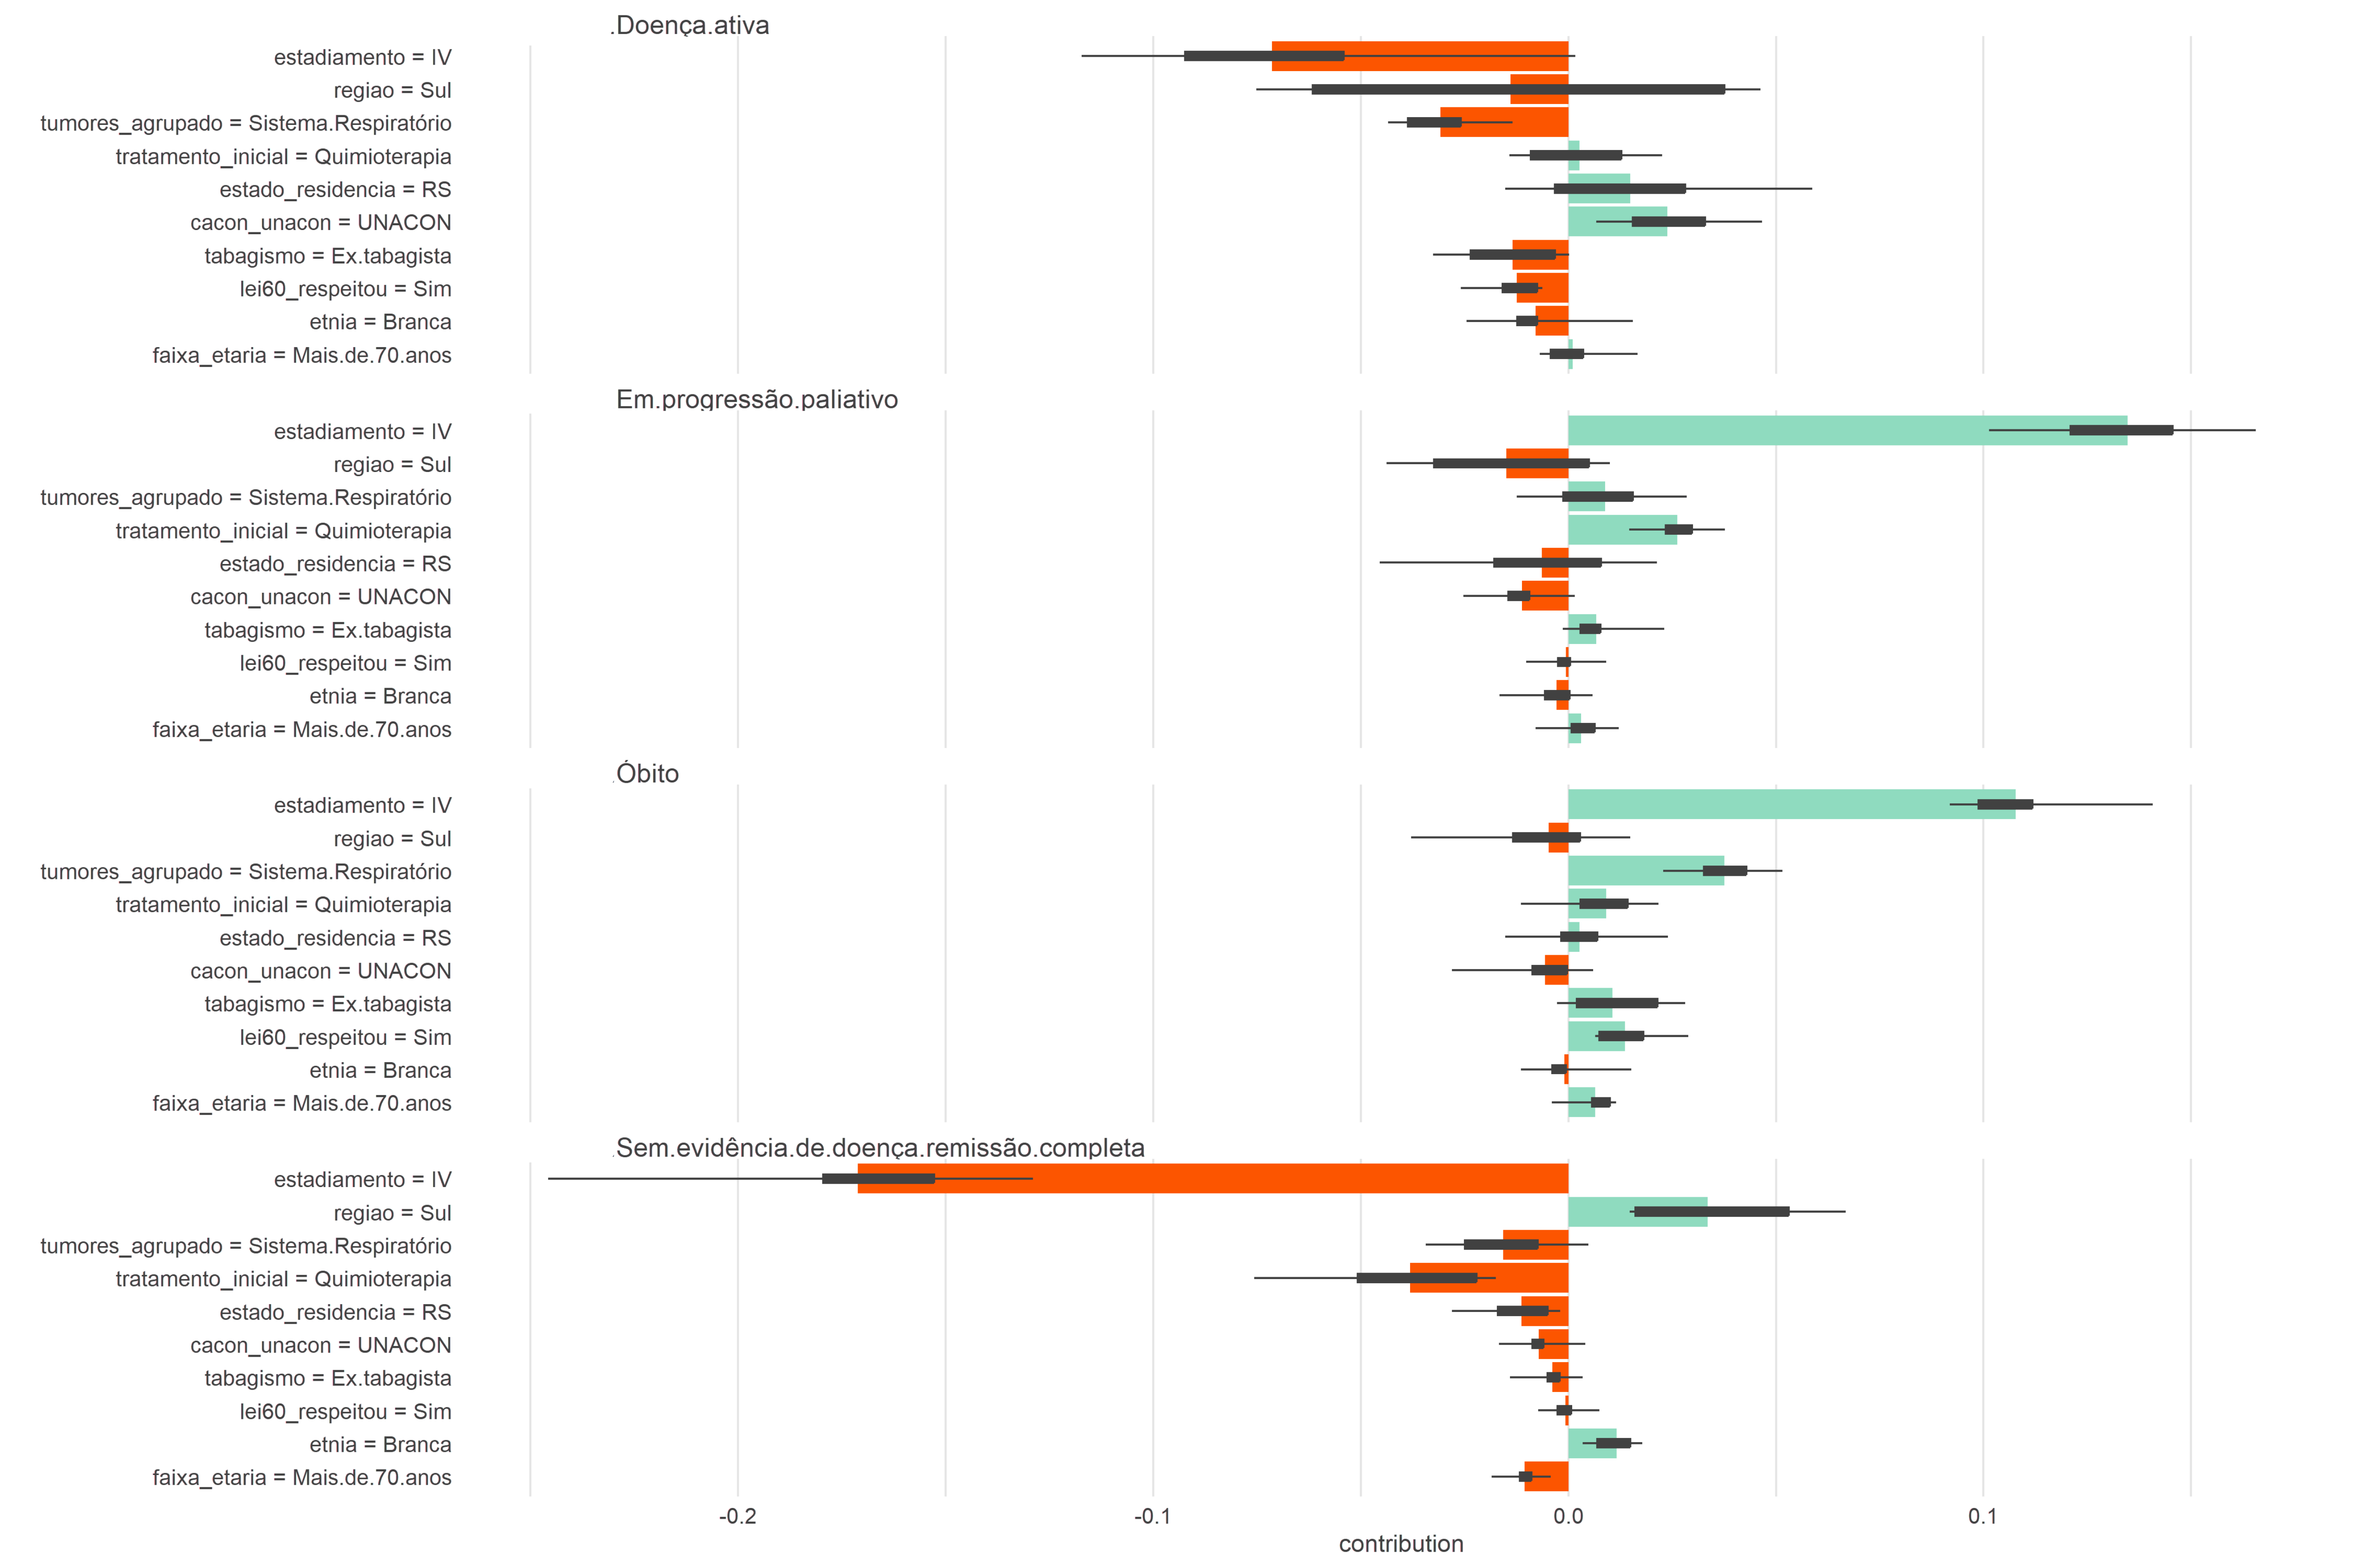 .Doença.ativa
estadiamento = IV
regiao = Sul
tumores_agrupado = Sistema.Respiratório
tratamento_inicial = Quimioterapia
estado_residencia = RS
cacon_unacon = UNACON
tabagismo = Ex.tabagista
lei60_respeitou = Sim
etnia = Branca
faixa_etaria = Mais.de.70.anos
Em.progressão.paliativo
estadiamento = IV
regiao = Sul
tumores_agrupado = Sistema.Respiratório
tratamento_inicial = Quimioterapia
estado_residencia = RS
cacon_unacon = UNACON
tabagismo = Ex.tabagista
lei60_respeitou = Sim
etnia = Branca
faixa_etaria = Mais.de.70.anos
.Óbito
estadiamento = IV
regiao = Sul
tumores_agrupado = Sistema.Respiratório
tratamento_inicial = Quimioterapia
estado_residencia = RS
cacon_unacon = UNACON
tabagismo = Ex.tabagista
lei60_respeitou = Sim
etnia = Branca
faixa_etaria = Mais.de.70.anos
.Sem.evidência.de.doença.remissão.completa
estadiamento = IV
regiao = Sul
tumores_agrupado = Sistema.Respiratório
tratamento_inicial = Quimioterapia
estado_residencia = RS
cacon_unacon = UNACON
tabagismo = Ex.tabagista
lei60_respeitou = Sim
etnia = Branca
faixa_etaria = Mais.de.70.anos
-0.2 -0.1 0.0 0.1
contribution